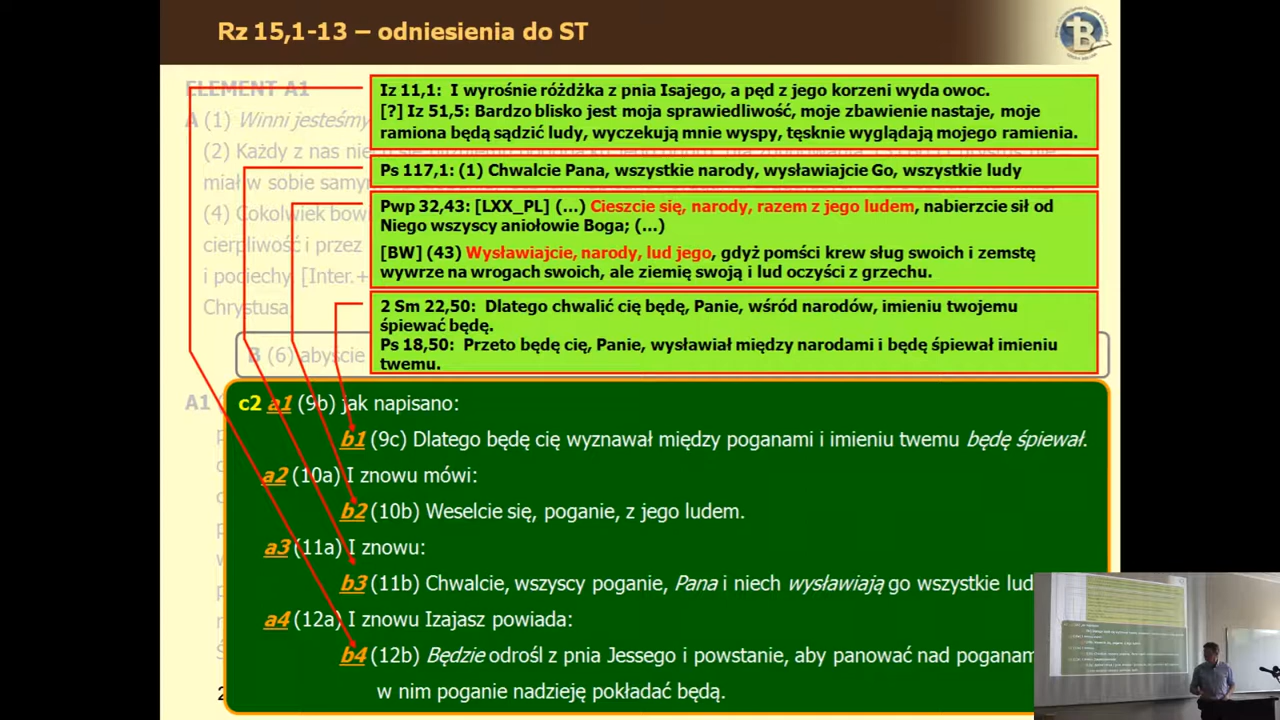 Rz 15,1-13 – odniesienia do ST
ELEMENT A1
A (1) Winni jesteśmy
(2) Każdy z nas
miał w sobie samym
(4) Cokolwiek
cierpliwość i przez
i pociechy [Inter.+
Chrystusa
B (6) abyście
A1
Iz 11,1: I wyrośnie różdżka z pnia Isajego, a pęd z jego korzeni wyda owoc.
[?] Iz 51,5: Bardzo blisko jest moja sprawiedliwość, moje zbawienie nastaje, moje
ramiona będą sądzić ludy, wyczekują mnie wyspy, tęsknie wyglądają mojego ramienia.
Ps 117,1: (1) Chwalcie Pana, wszystkie narody, wysławiajcie Go, wszystkie ludy
Pwp 32,43: [LXX_PL] (...) Cieszcie się, narody, razem z jego ludem, nabierzcie sił od
Niego wszyscy aniołowie Boga; (...)
[BW] (43) Wysławiajcie, narody, lud jego, gdyż pomści krew sług swoich i zemstę
wywrze na wrogach swoich, ale ziemię swoją i lud oczyści z grzechu.
2 Sm 22,50: Dlatego chwalić cię będę, Panie, wśród narodów, imieniu twojemu
śpiewać będę.
Ps 18,50: Przeto będę cię, Panie, wysławiał między narodami i będę śpiewał imieniu
twemu.
c2 a1 (9b) jak napisano:
b1 (9c) Dlatego będę cię wyznawał między poganami i imieniu twemu będę śpiewał.
a2 (10a) I znowu mówi:
b2 (10b) Weselcie się, poganie, z jego ludem.
a3 (11a) I znowu:
b3 (11b) Chwalcie, wszyscy poganie, Pana i niech wysławiają go wszystkie lud
a4 (12a) I znowu Izajasz powiada:
b4 (12b) Będzie odrośl z pnia Jessego i powstanie, aby panować nad poganam
w nim poganie nadzieję pokładać będą.